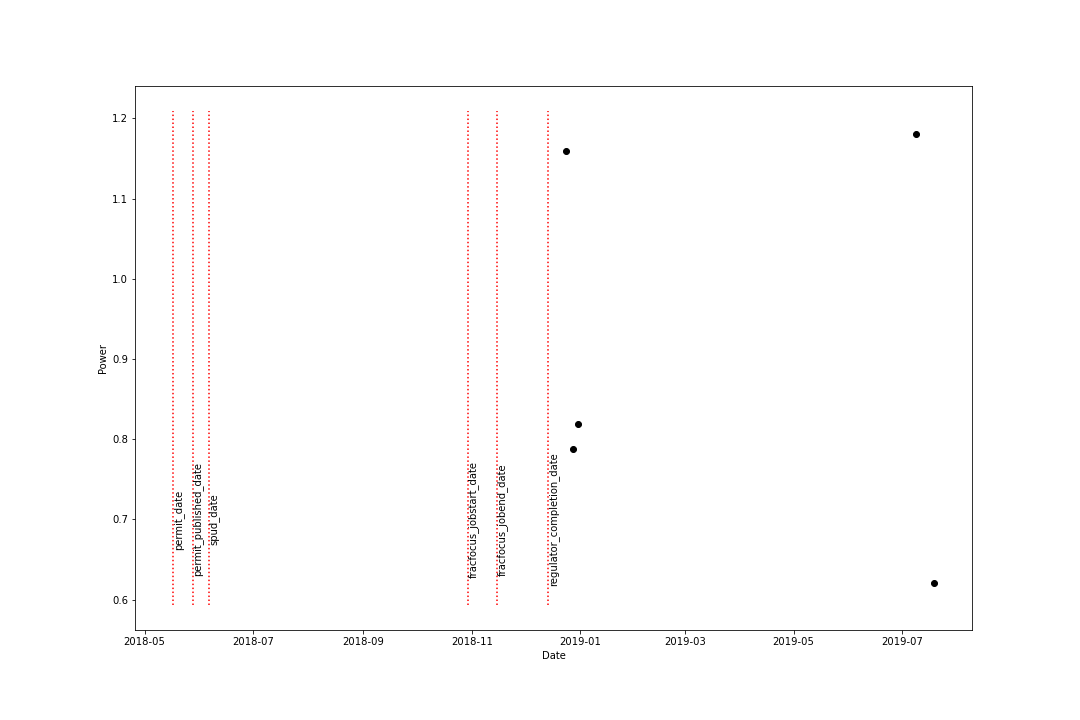 1.2
1.1
1.0
0.9
0.8
0.7
0.6
Power
permit_date
permit_published_date
spud_date
fracfocus_jobstart_date
fracfocus_jobend_date
regulator_completion_date
2018-05
2018-07
2018-09
2018-11
2019-01
2019-03
2019-05
2019-07
Date